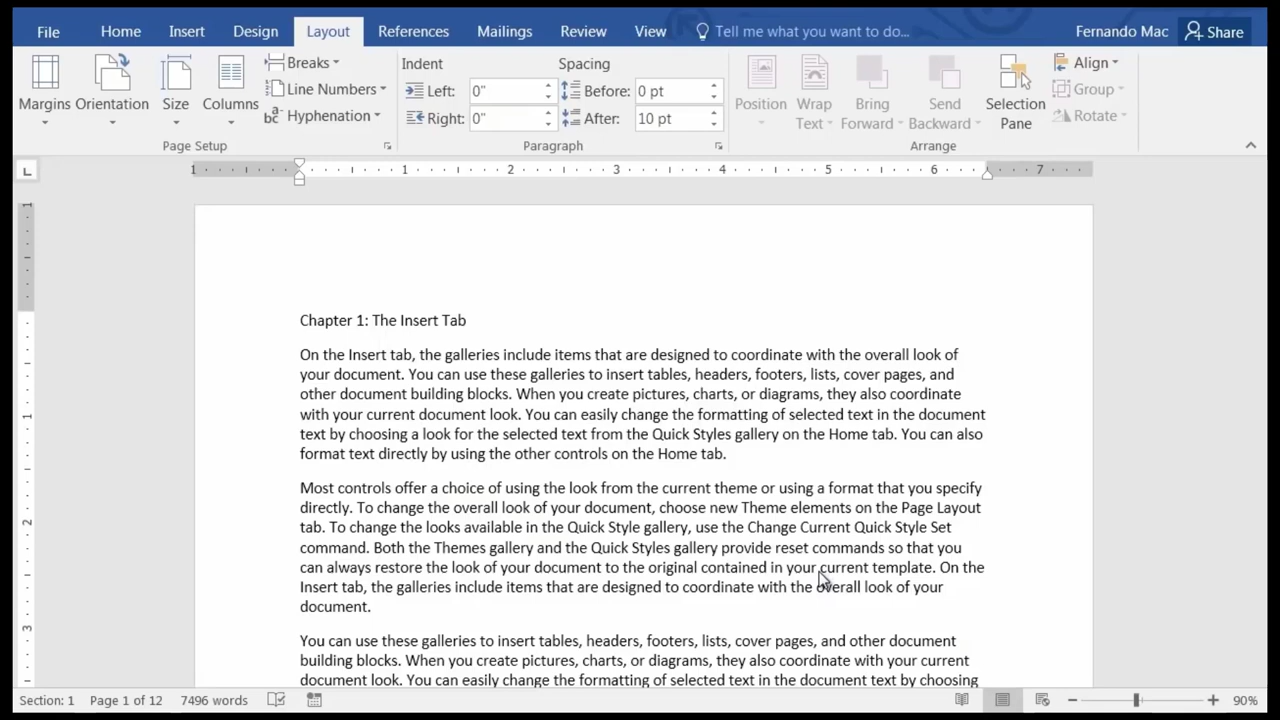 File Home Insert Design Layout References Mailings Review View Tell me what you want to do... Fernando Mac Share
Margins Orientation Size Columns
Breaks
Line Numbers
Hyphenation
Page Setup
Indent Spacing
Left: 0" Before: 0 pt
Right: 0" After: 10 pt
Paragraph
Position Wrap Text Bring Forward Send Backward Selection Pane
Align
Group
Rotate
Arrange
1 1 2 3 4 5 6 7
1
1
2
3
Chapter 1: The Insert Tab
On the Insert tab, the galleries include items that are designed to coordinate with the overall look of
your document. You can use these galleries to insert tables, headers, footers, lists, cover pages, and
other document building blocks. When you create pictures, charts, or diagrams, they also coordinate
with your current document look. You can easily change the formatting of selected text in the document
text by choosing a look for the selected text from the Quick Styles gallery on the Home tab. You can also
format text directly by using the other controls on the Home tab.
Most controls offer a choice of using the look from the current theme or using a format that you specify
directly. To change the overall look of your document, choose new Theme elements on the Page Layout
tab. To change the looks available in the Quick Style gallery, use the Change Current Quick Style Set
command. Both the Themes gallery and the Quick Styles gallery provide reset commands so that you
can always restore the look of your document to the original contained in your current template. On the
Insert tab, the galleries include items that are designed to coordinate with the overall look of your
document.
You can use these galleries to insert tables, headers, footers, lists, cover pages, and other document
building blocks. When you create pictures, charts, or diagrams, they also coordinate with your current
document look. You can easily change the formatting of selected text in the document text by choosing
Section: 1 Page 1 of 12 7496 words 90%